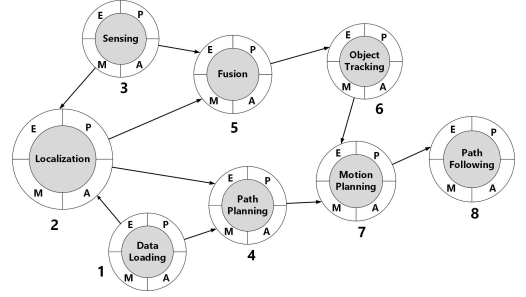 E P
Sensing
M A
3
E P
Fusion
M A
5
E P
Object
Tracking
M A
6
E P
Localization
M A
2
E P
Path
Planning
M A
4
E P
Motion
Planning
M A
7
E P
Path
Following
M A
8
E P
Data
Loading
M A
1